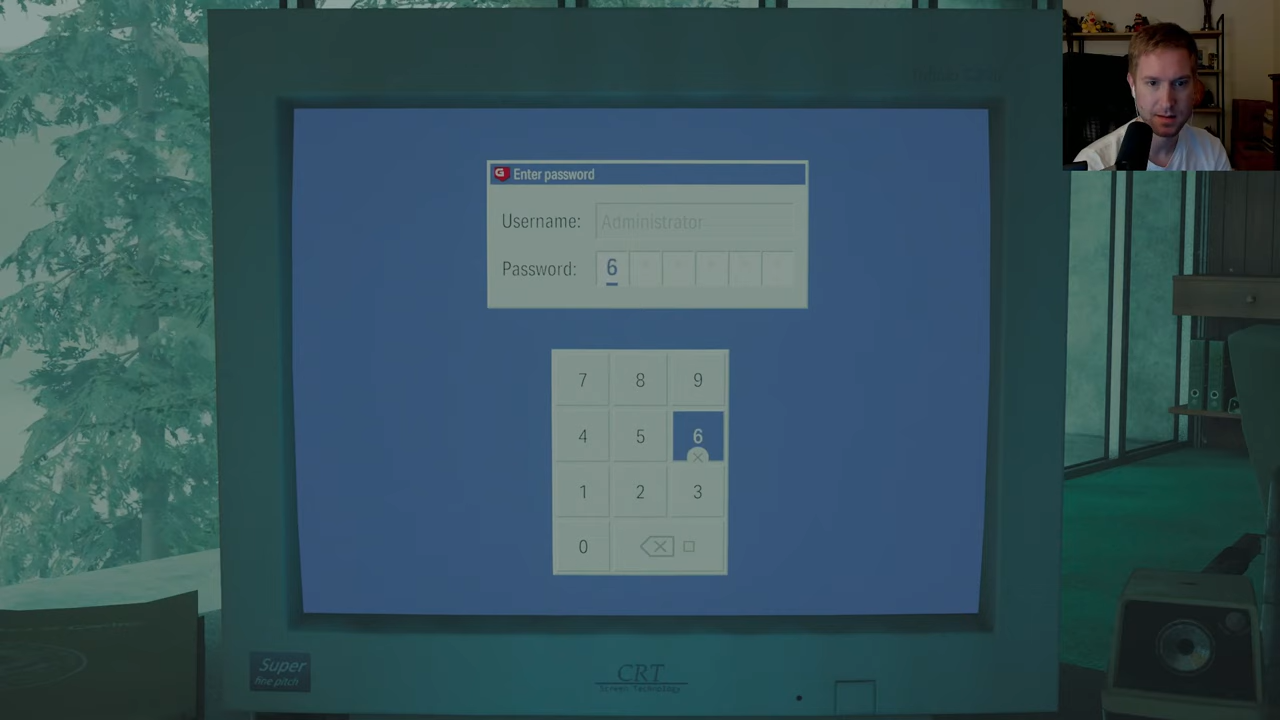 G Enter password
Username: Administrator
Password: 6 * * * * *
7 8 9
4 5 6
1 2 3
0
Super
fine pitch
CRT
Screen Technology